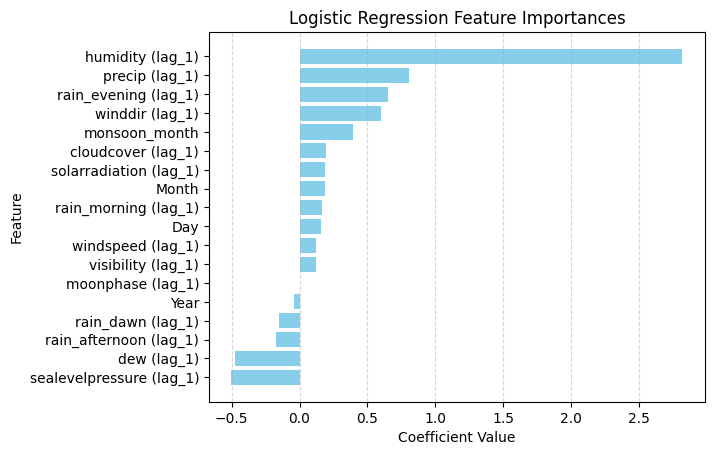 Logistic Regression Feature Importances
Feature
humidity (lag_1)
precip (lag_1)
rain_evening (lag_1)
winddir (lag_1)
monsoon_month
cloudcover (lag_1)
solarradiation (lag_1)
Month
rain_morning (lag_1)
Day
windspeed (lag_1)
visibility (lag_1)
moonphase (lag_1)
Year
rain_dawn (lag_1)
rain_afternoon (lag_1)
dew (lag_1)
sealevelpressure (lag_1)
−0.5 0.0 0.5 1.0 1.5 2.0 2.5
Coefficient Value